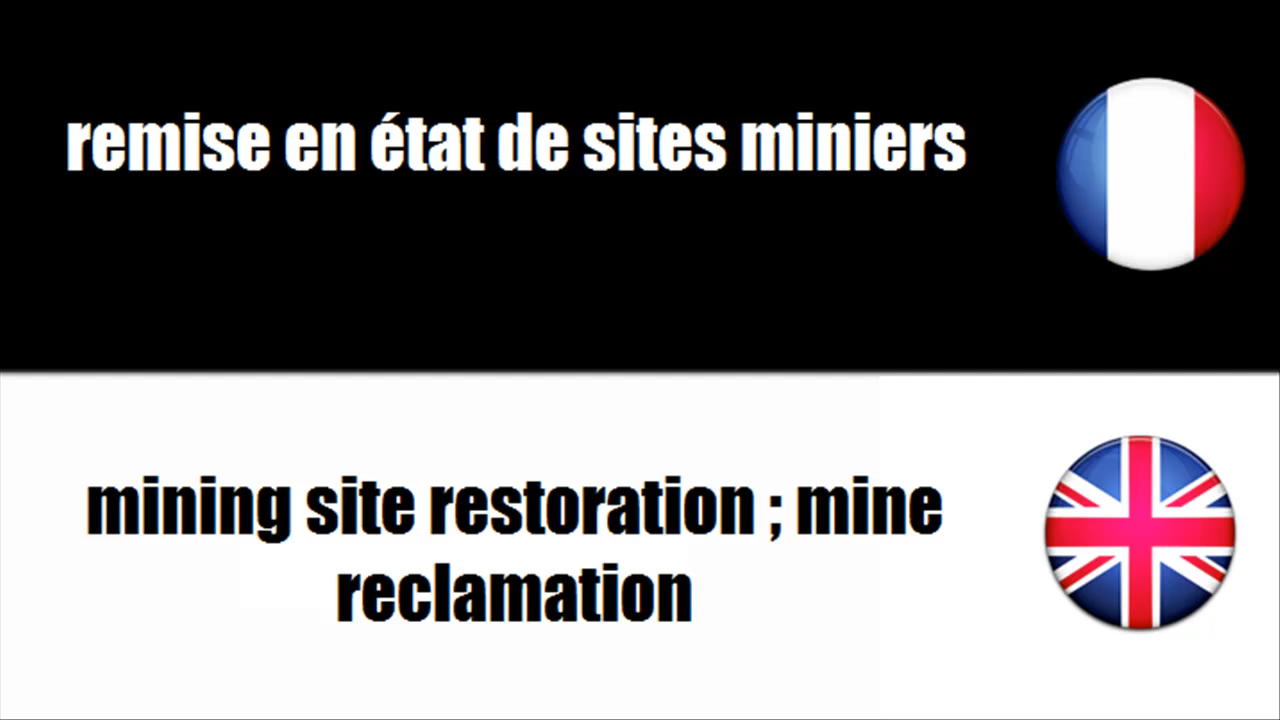 remise en état de sites miniers
mining site restoration ; mine
reclamation